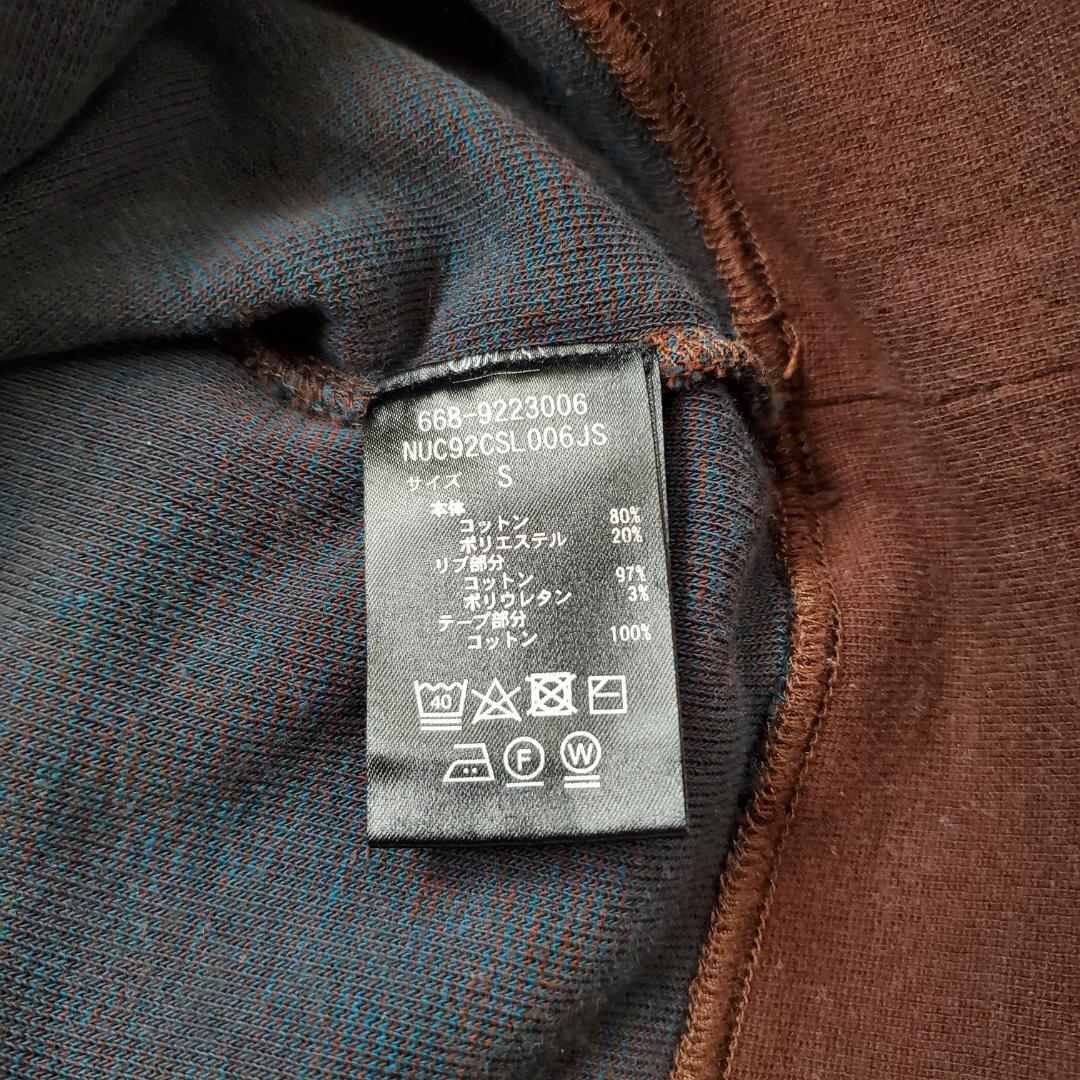 668-9223006
NUC92CSL006JS
サイズ S
本体
コットン 80%
ポリエステル 20%
リブ部分
コットン 97%
ポリウレタン 3%
テープ部分
コットン 100%
40
F W